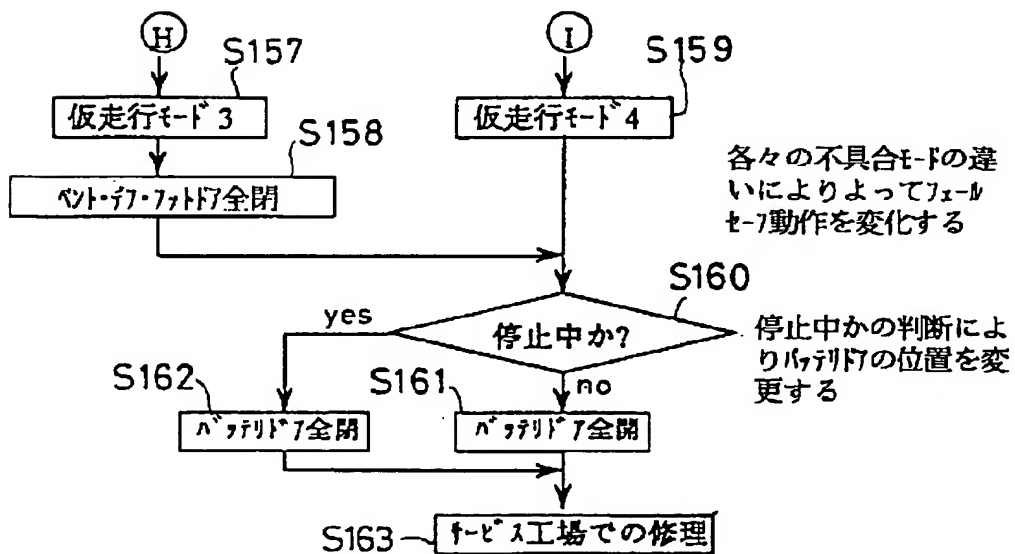 H
I
S157
S159
仮走行ﾓｰﾄﾞ3
仮走行ﾓｰﾄﾞ4
S158
ﾍﾞﾝﾄ・ﾃﾞﾌ・ﾌｯﾄﾄﾞｱ全閉
各々の不具合ﾓｰﾄﾞの違
いによりよってﾌｪｰﾙ
ｾｰﾌ動作を変化する
S160
yes
停止中か?
停止中かの判断によ
りﾊﾞｯﾃﾘﾄﾞｱの位置を変
更する
S162
S161
no
ﾊﾞｯﾃﾘﾄﾞｱ全閉
ﾊﾞｯﾃﾘﾄﾞｱ全開
S163
ｻｰﾋﾞｽ工場での修理